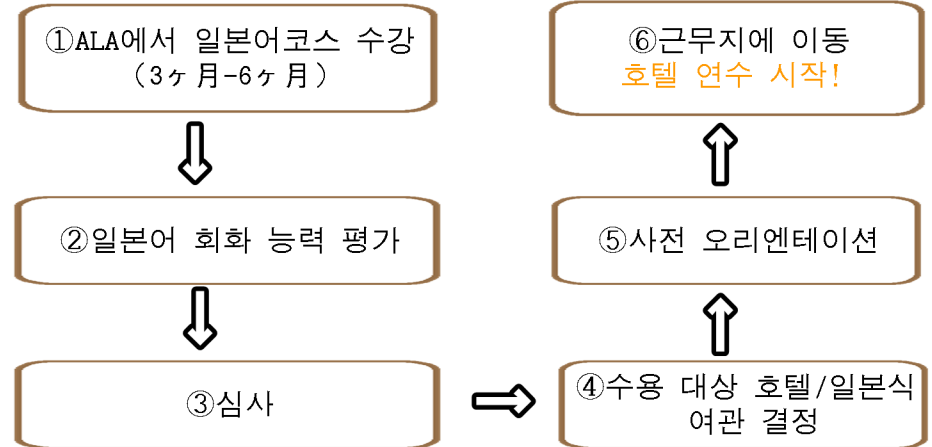 ①ALA에서 일본어코스 수강
(3ヶ月-6ヶ月)
②일본어 회화 능력 평가
③심사
④수용 대상 호텔/일본식
여관 결정
⑤사전 오리엔테이션
⑥근무지에 이동
호텔 연수 시작!